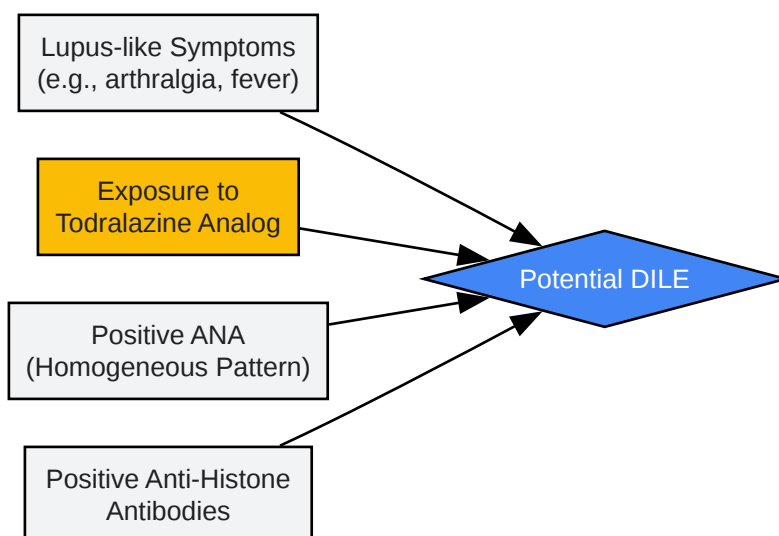 Lupus-like Symptoms
(e.g., arthralgia, fever)
Exposure to
Todralazine Analog
Potential DILE
Positive ANA
(Homogeneous Pattern)
Positive Anti-Histone
Antibodies